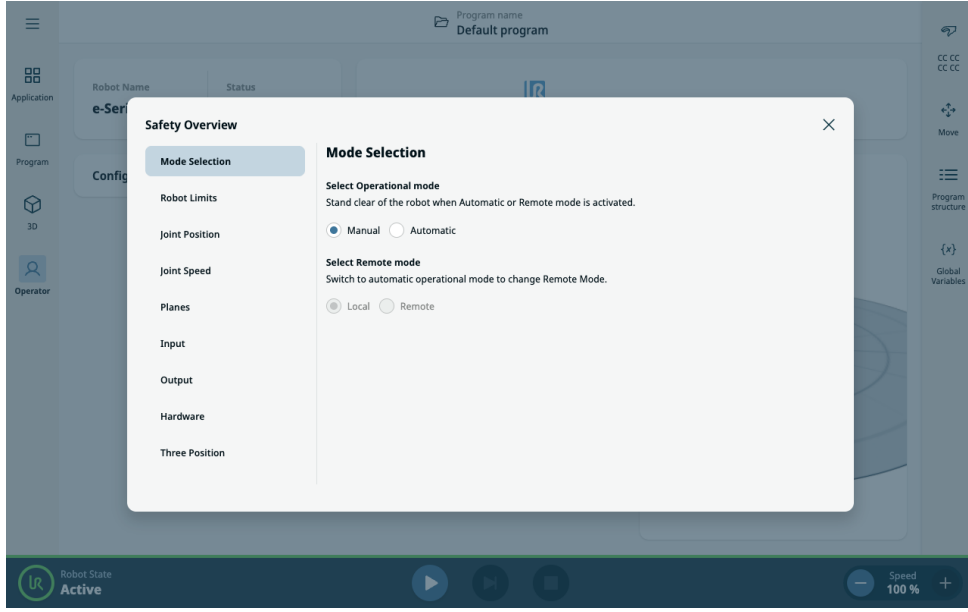 Program name
Default program
Application
Program
3D
Operator
Robot Name
Status
e-Seri
Config
Safety Overview
Mode Selection
Robot Limits
Joint Position
Joint Speed
Planes
Input
Output
Hardware
Three Position
Mode Selection
Select Operational mode
Stand clear of the robot when Automatic or Remote mode is activated.
Manual Automatic
Select Remote mode
Switch to automatic operational mode to change Remote Mode.
Local Remote
CC CC
CC CC
Move
Program
structure
{x}
Global
Variables
Robot State
Active
Speed
100 %